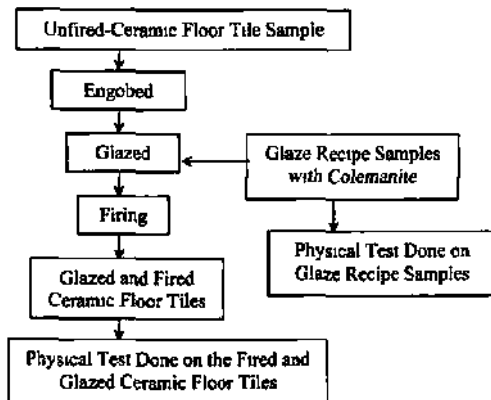 Unfired-Ceramic Floor Tile Sample
Engobed
Glazed
Glaze Recipe Samples
with Colemanite
Firing
Physical Test Done on
Glaze Recipe Samples
Glazed and Fired
Ceramic Floor Tiles
Physical Test Done on the Fired and
Glazed Ceramic Floor Tiles